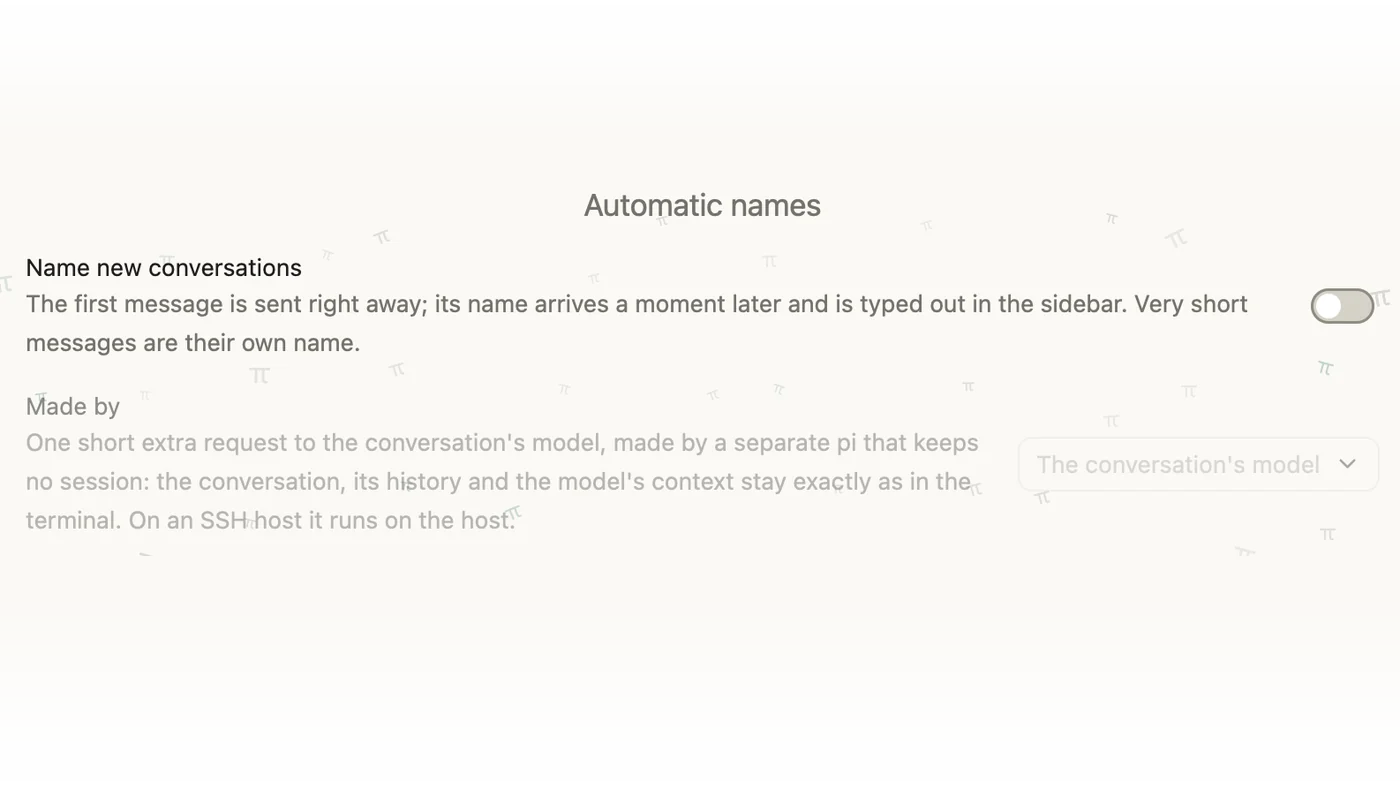 Automatic names
Name new conversations
The first message is sent right away; its name arrives a moment later and is typed out in the sidebar. Very short
messages are their own name.
Made by
One short extra request to the conversation's model, made by a separate pi that keeps
no session: the conversation, its history and the model's context stay exactly as in the
terminal. On an SSH host it runs on the host.
The conversation's model